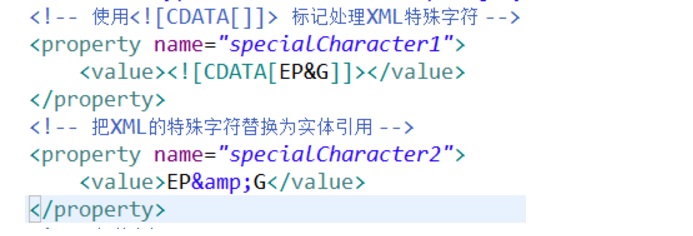 <!-- 使用<![CDATA[]]> 标记处理XML特殊字符 -->
<property name="specialCharacter1">
<value><![CDATA[EP&G]]></value>
</property>
<!-- 把XML的特殊字符替换为实体引用 -->
<property name="specialCharacter2">
<value>EP&amp;G</value>
</property>